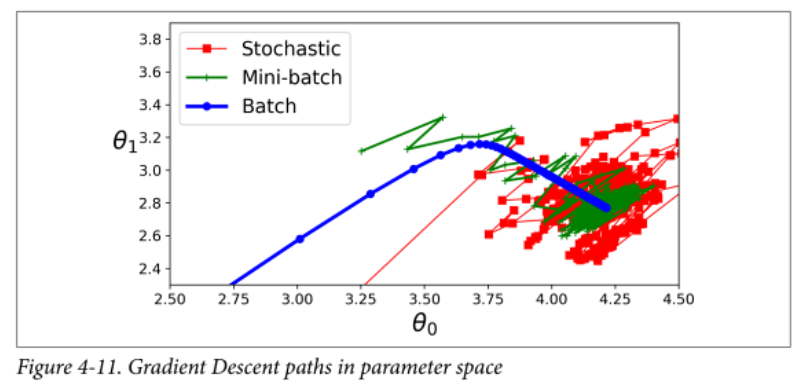 3.8
3.6
3.4
3.2
3.0
2.8
2.6
2.4
θ1
Stochastic
Mini-batch
Batch
2.50 2.75 3.00 3.25 3.50 3.75 4.00 4.25 4.50
θ0
Figure 4-11. Gradient Descent paths in parameter space